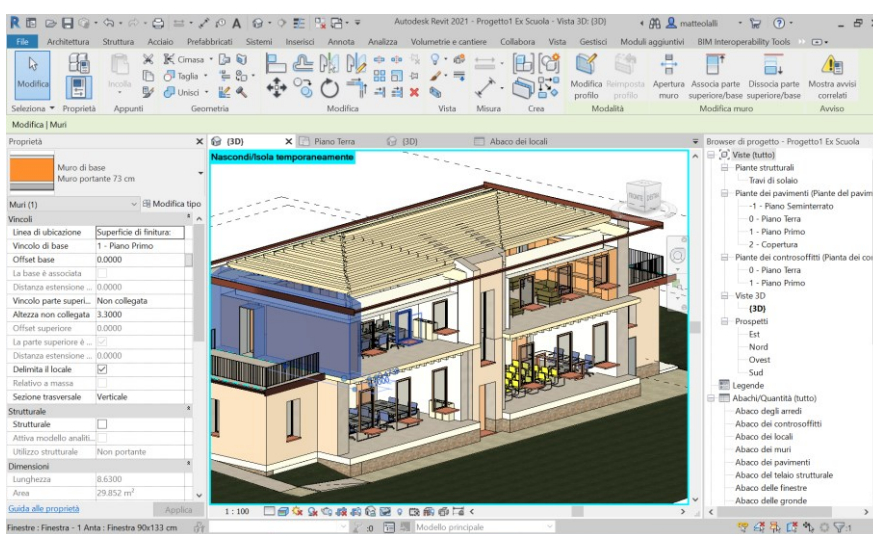 Autodesk Revit 2021 - Progetto1 Ex Scuola - Vista 3D: {3D}
matteolalli
File Architettura Struttura Acciaio Prefabbricati Sistemi Inserisci Annota Analizza Volumetrie e cantiere Collabora Vista Gestisci Moduli aggiuntivi BIM Interoperability Tools
Modifica
Incolla
Cimasa
Taglia
Unisci
Modifica profilo
Reimposta profilo
Apertura muro
Associa parte superiore/base
Dissocia parte superiore/base
Mostra avvisi correlati
Seleziona Proprietà Appunti Geometria Modifica Vista Misura Crea Modalità Modifica muro Avviso
Modifica | Muri
Proprietà
Muro di base
Muro portante 73 cm
Muri (1) Modifica tipo
Vincoli
Linea di ubicazione Superficie di finitura:
Vincolo di base 1 - Piano Primo
Offset base 0.0000
La base è associata
Distanza estensione ... 0.0000
Vincolo parte superi... Non collegata
Altezza non collegata 3.3000
Offset superiore 0.0000
La parte superiore è ...
Distanza estensione ... 0.0000
Delimita il locale
Relativo a massa
Sezione trasversale Verticale
Strutturale
Strutturale
Attiva modello analiti...
Utilizzo strutturale Non portante
Dimensioni
Lunghezza 8.6300
Area 29.852 m²
Guida alle proprietà Applica
{3D} Piano Terra {3D} Abaco dei locali
Nascondi/Isola temporaneamente
1 : 100
Browser di progetto - Progetto1 Ex Scuola
Viste (tutto)
Piante strutturali
Travi di solaio
Piante dei pavimenti (Piante del pavim
-1 - Piano Seminterrato
0 - Piano Terra
1 - Piano Primo
2 - Copertura
Piante dei controsoffitti (Pianta dei cor
0 - Piano Terra
1 - Piano Primo
Viste 3D
{3D}
Prospetti
Est
Nord
Ovest
Sud
Legende
Abachi/Quantità (tutto)
Abaco degli arredi
Abaco dei controsoffitti
Abaco dei locali
Abaco dei muri
Abaco dei pavimenti
Abaco del telaio strutturale
Abaco delle finestre
Abaco delle gronde
Finestre : Finestra - 1 Anta : Finestra 90x133 cm :0 Modello principale :1